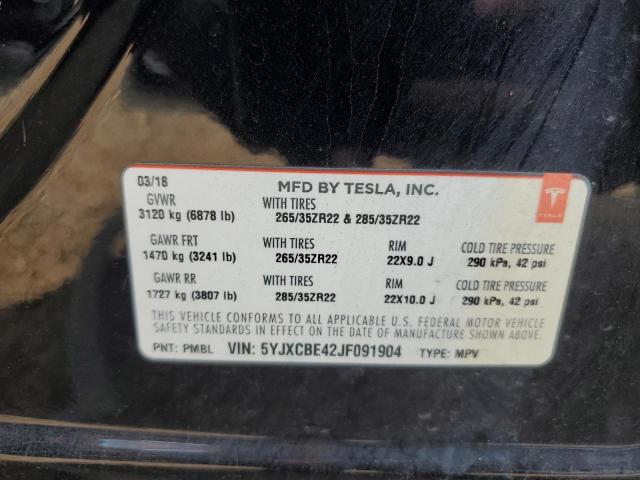 03/18 MFD BY TESLA, INC.
GVWR WITH TIRES
3120 kg (6878 lb) 265/35ZR22 & 285/35ZR22
GAWR FRT WITH TIRES RIM COLD TIRE PRESSURE
1470 kg (3241 lb) 265/35ZR22 22X9.0 J 290 kPa, 42 psi
GAWR RR WITH TIRES RIM COLD TIRE PRESSURE
1727 kg (3807 lb) 285/35ZR22 22X10.0 J 290 kPa, 42 psi
THIS VEHICLE CONFORMS TO ALL APPLICABLE U.S. FEDERAL MOTOR VEHICLE
SAFETY STANDARDS IN EFFECT ON THE DATE OF MANUFACTURE SHOWN ABOVE.
PNT: PMBL VIN: 5YJXCBE42JF091904 TYPE: MPV
TESLA